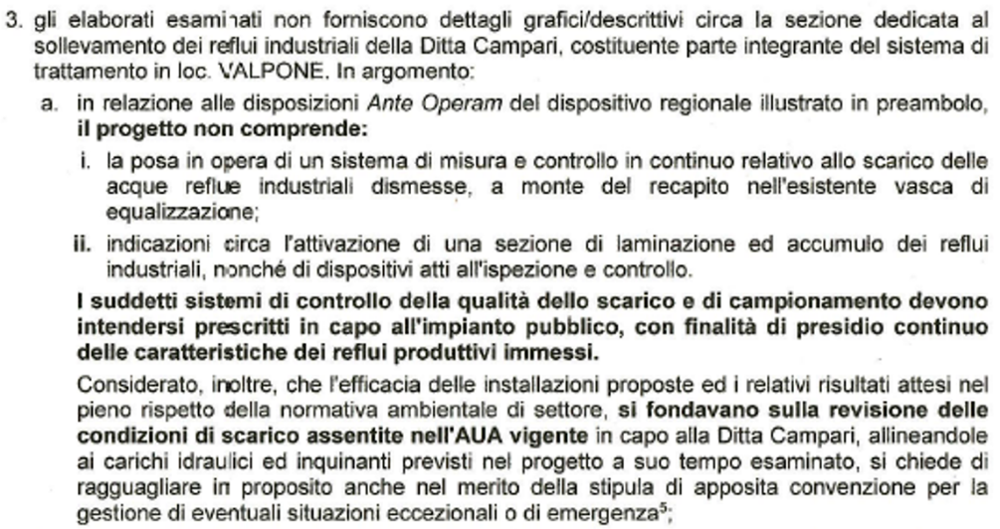 3. gli elaborati esaminati non forniscono dettagli grafici/descrittivi circa la sezione dedicata al
sollevamento dei reflui industriali della Ditta Campari, costituente parte integrante del sistema di
trattamento in loc. VALPONE. In argomento:
a. in relazione alle disposizioni Ante Operam del dispositivo regionale illustrato in preambolo,
il progetto non comprende:
i. la posa in opera di un sistema di misura e controllo in continuo relativo allo scarico delle
acque reflue industriali dismesse, a monte del recapito nell'esistente vasca di
equalizzazione;
ii. indicazioni circa l'attivazione di una sezione di laminazione ed accumulo dei reflui
industriali, nonché di dispositivi atti all'ispezione e controllo.
I suddetti sistemi di controllo della qualità dello scarico e di campionamento devono
intendersi prescritti in capo all'impianto pubblico, con finalità di presidio continuo
delle caratteristiche dei reflui produttivi immessi.
Considerato, inoltre, che l'efficacia delle installazioni proposte ed i relativi risultati attesi nel
pieno rispetto della normativa ambientale di settore, si fondavano sulla revisione delle
condizioni di scarico assentite nell'AUA vigente in capo alla Ditta Campari, allineandole
ai carichi idraulici ed inquinanti previsti nel progetto a suo tempo esaminato, si chiede di
ragguagliare in proposito anche nel merito della stipula di apposita convenzione per la
gestione di eventuali situazioni eccezionali o di emergenza⁵;